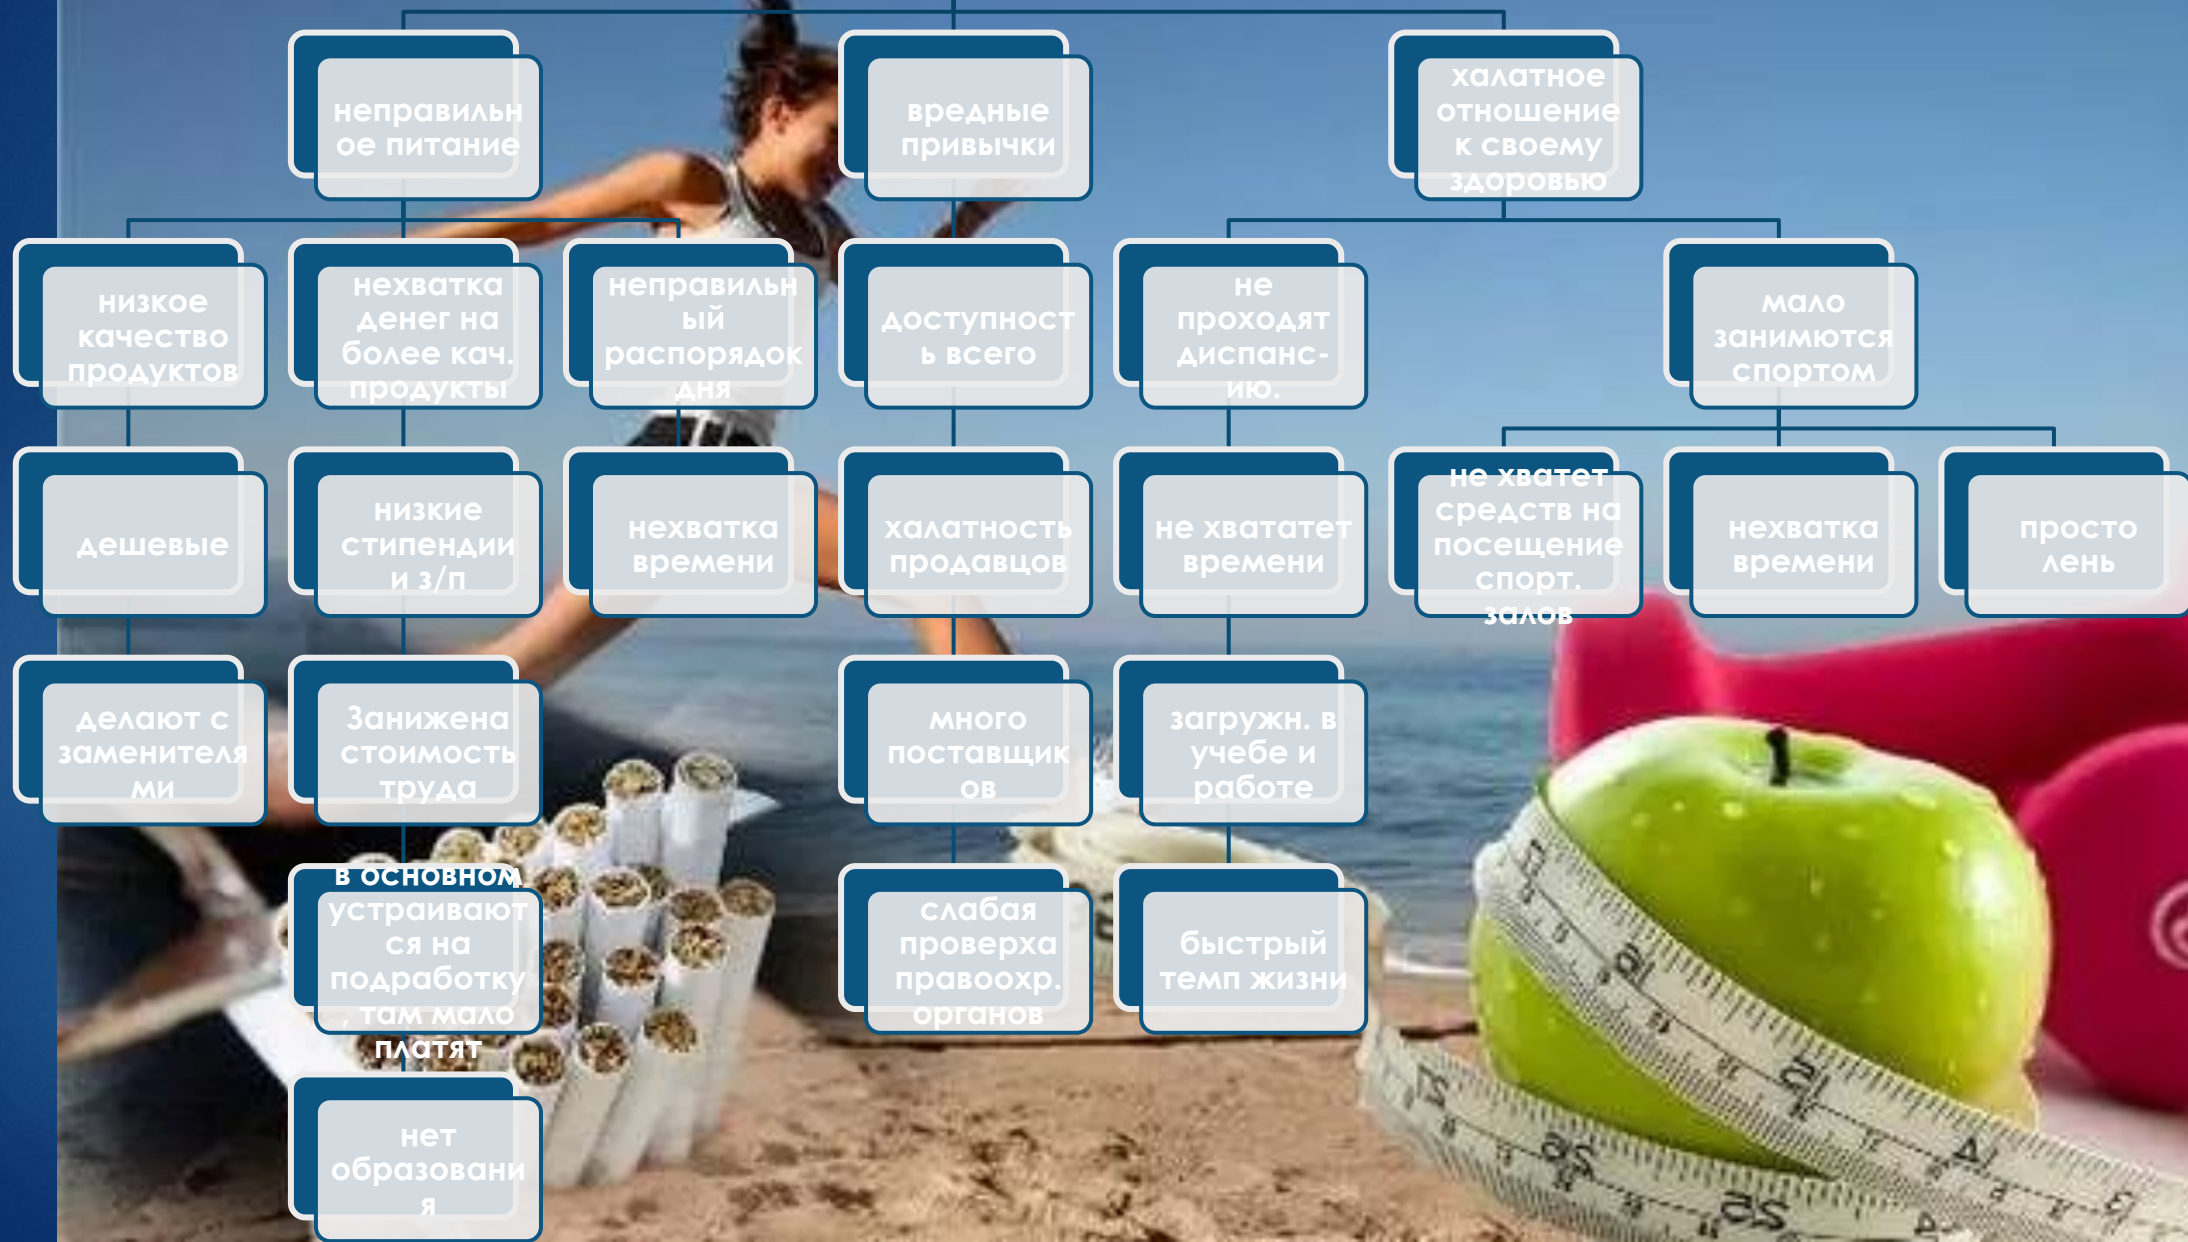 неправильн
ое питание
вредные
привычки
халатное
отношение
к своему
здоровью
низкое
качество
продуктов
нехватка
денег на
более кач.
продукты
неправильн
ый
распорядок
дня
доступност
ь всего
не
проходят
диспанс-
ию.
мало
занимются
спортом
дешевые
низкие
стипендии
и з/п
нехватка
времени
халатность
продавцов
не хвататет
времени
не хватет
средств на
посещение
спорт.
залов
нехватка
времени
просто
лень
делают с
заменителя
ми
Занижена
стоимость
труда
много
поставщик
ов
загружн. в
учебе и
работе
в основном
устраивают
ся на
подработку
, там мало
платят
слабая
проверха
правоохр.
органов
быстрый
темп жизни
нет
образовани
я